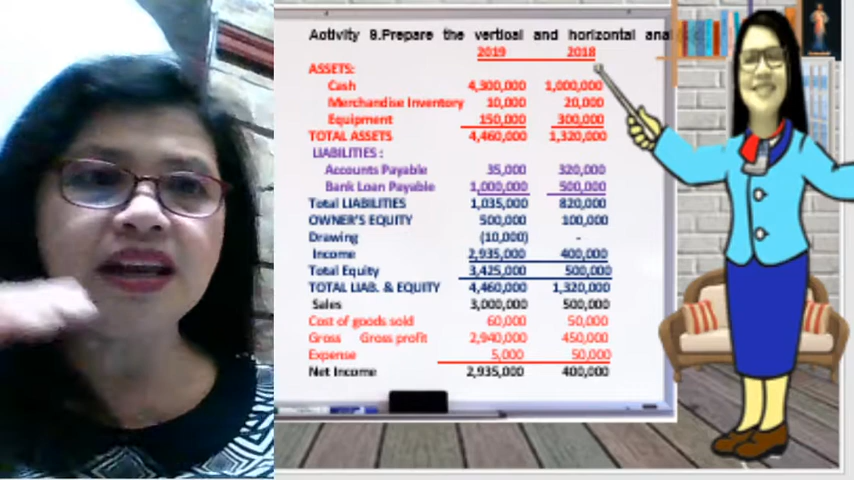 Activity 9.Prepare the vertical and horizontal anal
2019 2018
ASSETS:
Cash 4,300,000 1,000,000
Merchandise Inventory 10,000 20,000
Equipment 150,000 300,000
TOTAL ASSETS 4,460,000 1,320,000
LIABILITIES :
Accounts Payable 35,000 320,000
Bank Loan Payable 1,000,000 500,000
Total LIABILITIES 1,035,000 820,000
OWNER'S EQUITY 500,000 100,000
Drawing (10,000) -
Income 2,935,000 400,000
Total Equity 3,425,000 500,000
TOTAL LIAB. & EQUITY 4,460,000 1,320,000
Sales 3,000,000 500,000
Cost of goods sold 60,000 50,000
Gross Gross profit 2,940,000 450,000
Expense 5,000 50,000
Net Income 2,935,000 400,000